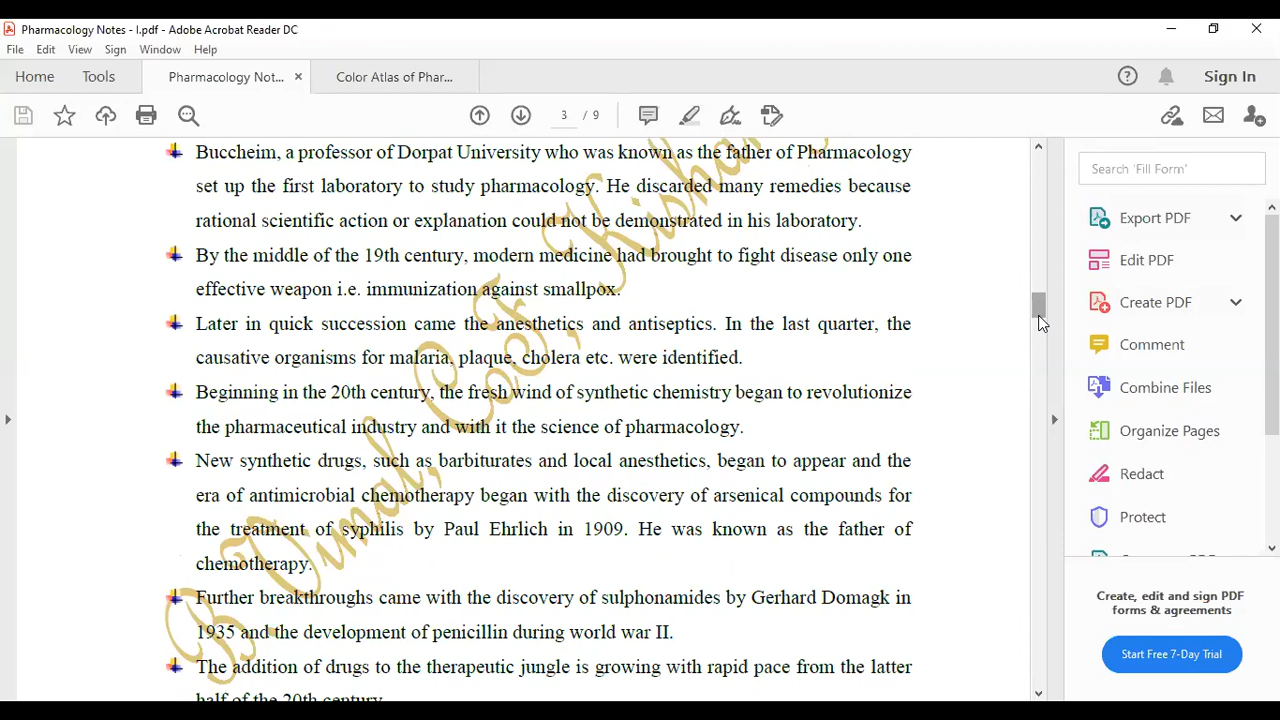 Pharmacology Notes - I.pdf - Adobe Acrobat Reader DC
File Edit View Sign Window Help
Home Tools Pharmacology Not... × Color Atlas of Phar... Sign In
3 / 9
Buccheim, a professor of Dorpat University who was known as the father of Pharmacology
set up the first laboratory to study pharmacology. He discarded many remedies because
rational scientific action or explanation could not be demonstrated in his laboratory.
By the middle of the 19th century, modern medicine had brought to fight disease only one
effective weapon i.e. immunization against smallpox.
Later in quick succession came the anesthetics and antiseptics. In the last quarter, the
causative organisms for malaria, plaque, cholera etc. were identified.
Beginning in the 20th century, the fresh wind of synthetic chemistry began to revolutionize
the pharmaceutical industry and with it the science of pharmacology.
New synthetic drugs, such as barbiturates and local anesthetics, began to appear and the
era of antimicrobial chemotherapy began with the discovery of arsenical compounds for
the treatment of syphilis by Paul Ehrlich in 1909. He was known as the father of
chemotherapy.
Further breakthroughs came with the discovery of sulphonamides by Gerhard Domagk in
1935 and the development of penicillin during world war II.
The addition of drugs to the therapeutic jungle is growing with rapid pace from the latter
half of the 20th century
B. Vimal, CoF, Kisha
Search 'Fill Form'
Export PDF
Edit PDF
Create PDF
Comment
Combine Files
Organize Pages
Redact
Protect
Create, edit and sign PDF
forms & agreements
Start Free 7-Day Trial